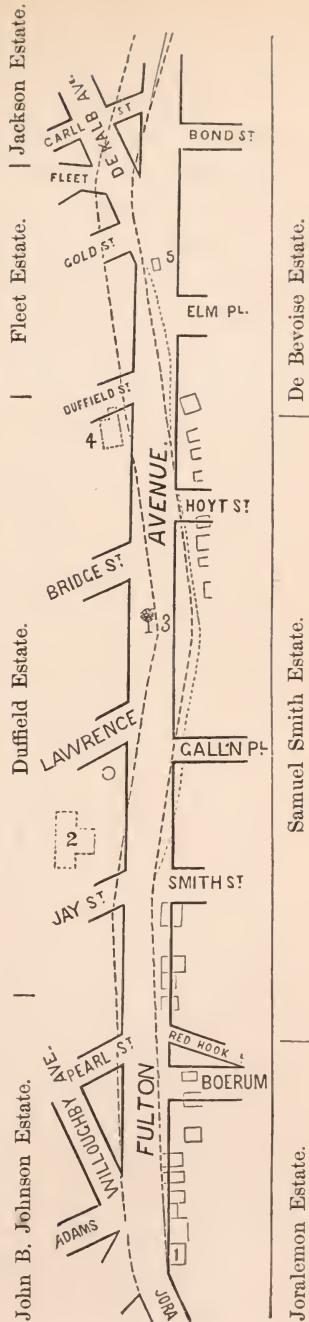 Jackson Estate.
Fleet Estate.
Duffield Estate.
John B. Johnson Estate.
CARLL ST
DE KALB AVE.
FLEET
GOLD ST.
DUFFIELD ST.
4
BRIDGE ST.
LAWRENCE
2
JAY ST.
PEARL ST.
WILLOUGHBY AVE.
ADAMS
FULTON AVENUE.
3
JORA
BOND ST.
5
ELM PL.
HOYT ST.
GALL'N PL.
SMITH ST.
RED HOOK L
BOERUM
1
De Bevoise Estate.
Samuel Smith Estate.
Joralemon Estate.